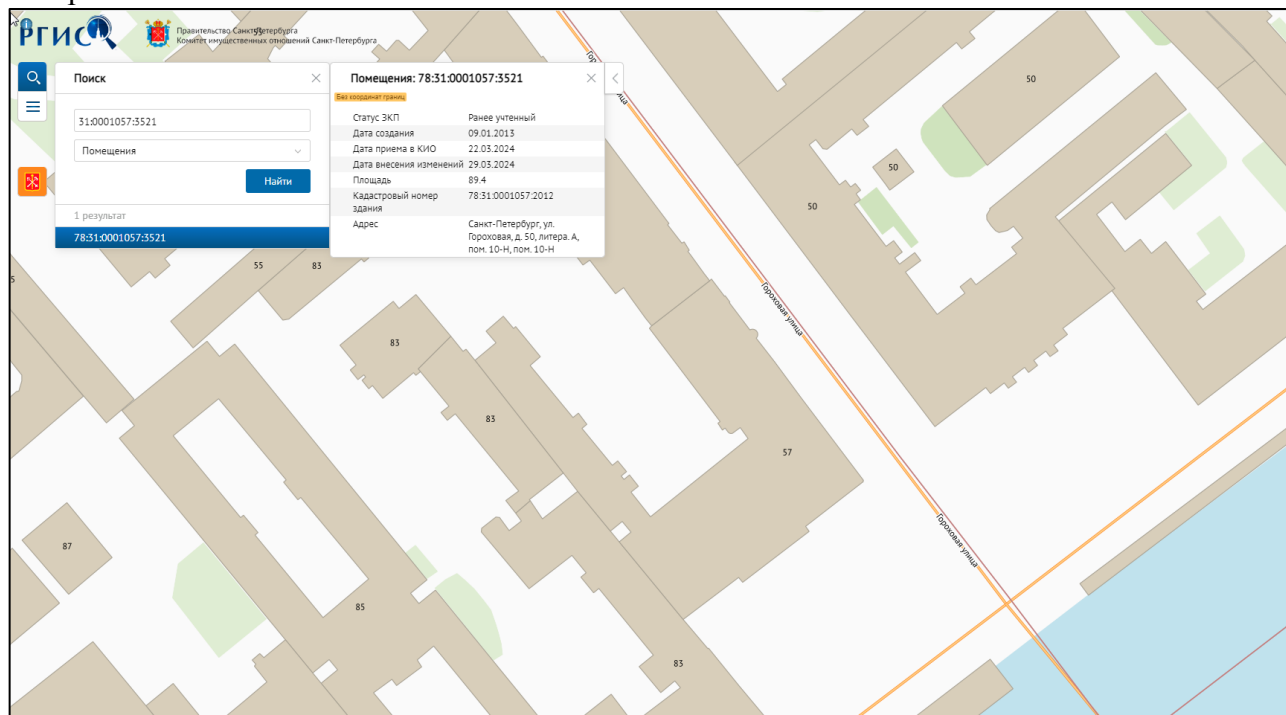 РГИС
Правительство Санкт-Петербурга
Комитет имущественных отношений Санкт-Петербурга
Поиск
31:0001057:3521
Помещения
Найти
1 результат
78:31:0001057:3521
Помещения: 78:31:0001057:3521
Без координат границ
Статус ЗКП Ранее учтенный
Дата создания 09.01.2013
Дата приема в КИО 22.03.2024
Дата внесения изменений 29.03.2024
Площадь 89.4
Кадастровый номер здания 78:31:0001057:2012
Адрес Санкт-Петербург, ул.
Гороховая, д. 50, литера. А,
пом. 10-Н, пом. 10-Н
53
50
50
50
55
83
83
83
57
87
85
83
Гороховая улица
Гороховая улица